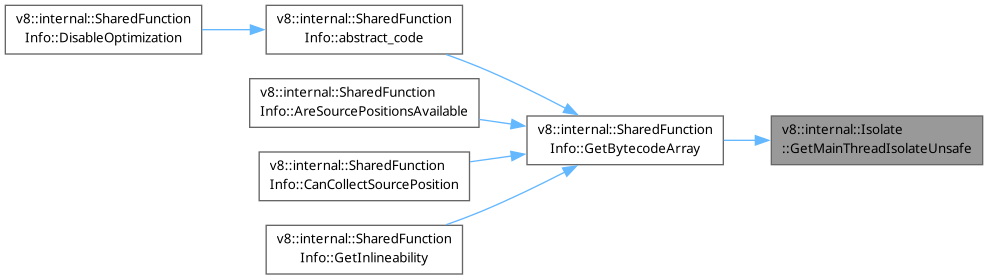 v8::internal::SharedFunction
Info::DisableOptimization
v8::internal::SharedFunction
Info::abstract_code
v8::internal::SharedFunction
Info::AreSourcePositionsAvailable
v8::internal::SharedFunction
Info::CanCollectSourcePosition
v8::internal::SharedFunction
Info::GetInlineability
v8::internal::SharedFunction
Info::GetBytecodeArray
v8::internal::Isolate
::GetMainThreadIsolateUnsafe